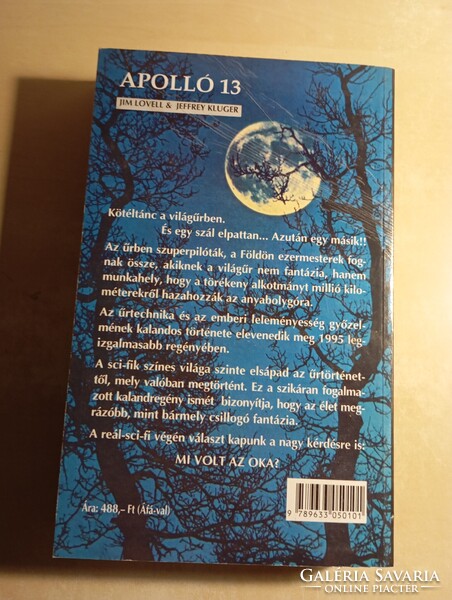 APOLLÓ 13
JIM LOVELL & JEFFREY KLUGER
Kötéltánc a világűrben.
És egy szál elpattan... Azután egy másik!!
Az űrben szuperpilóták, a Földön ezermesterek fog-
nak össze, akiknek a világűr nem fantázia, hanem
munkahely, hogy a törékeny alkotmányt millió kilo-
méterekről hazahozzák az anyabolygóra.
Az űrtechnika és az emberi leleményesség győzel-
mének kalandos története elevenedik meg 1995 leg-
izgalmasabb regényében.
A sci-fik színes világa szinte elsápad az űrtörténet-
től, mely valóban megtörtént. Ez a szikáran fogalma-
zott kalandregény ismét bizonyítja, hogy az élet meg-
rázóbb, mint bármely csillogó fantázia.
A reál-sci-fi végén választ kapunk a nagy kérdésre is:
MI VOLT AZ OKA?
Ára: 488,- Ft (Áfá-val)
9 789633 050101
GALÉRIA SAVARIA
ONLINE PIACTÉR